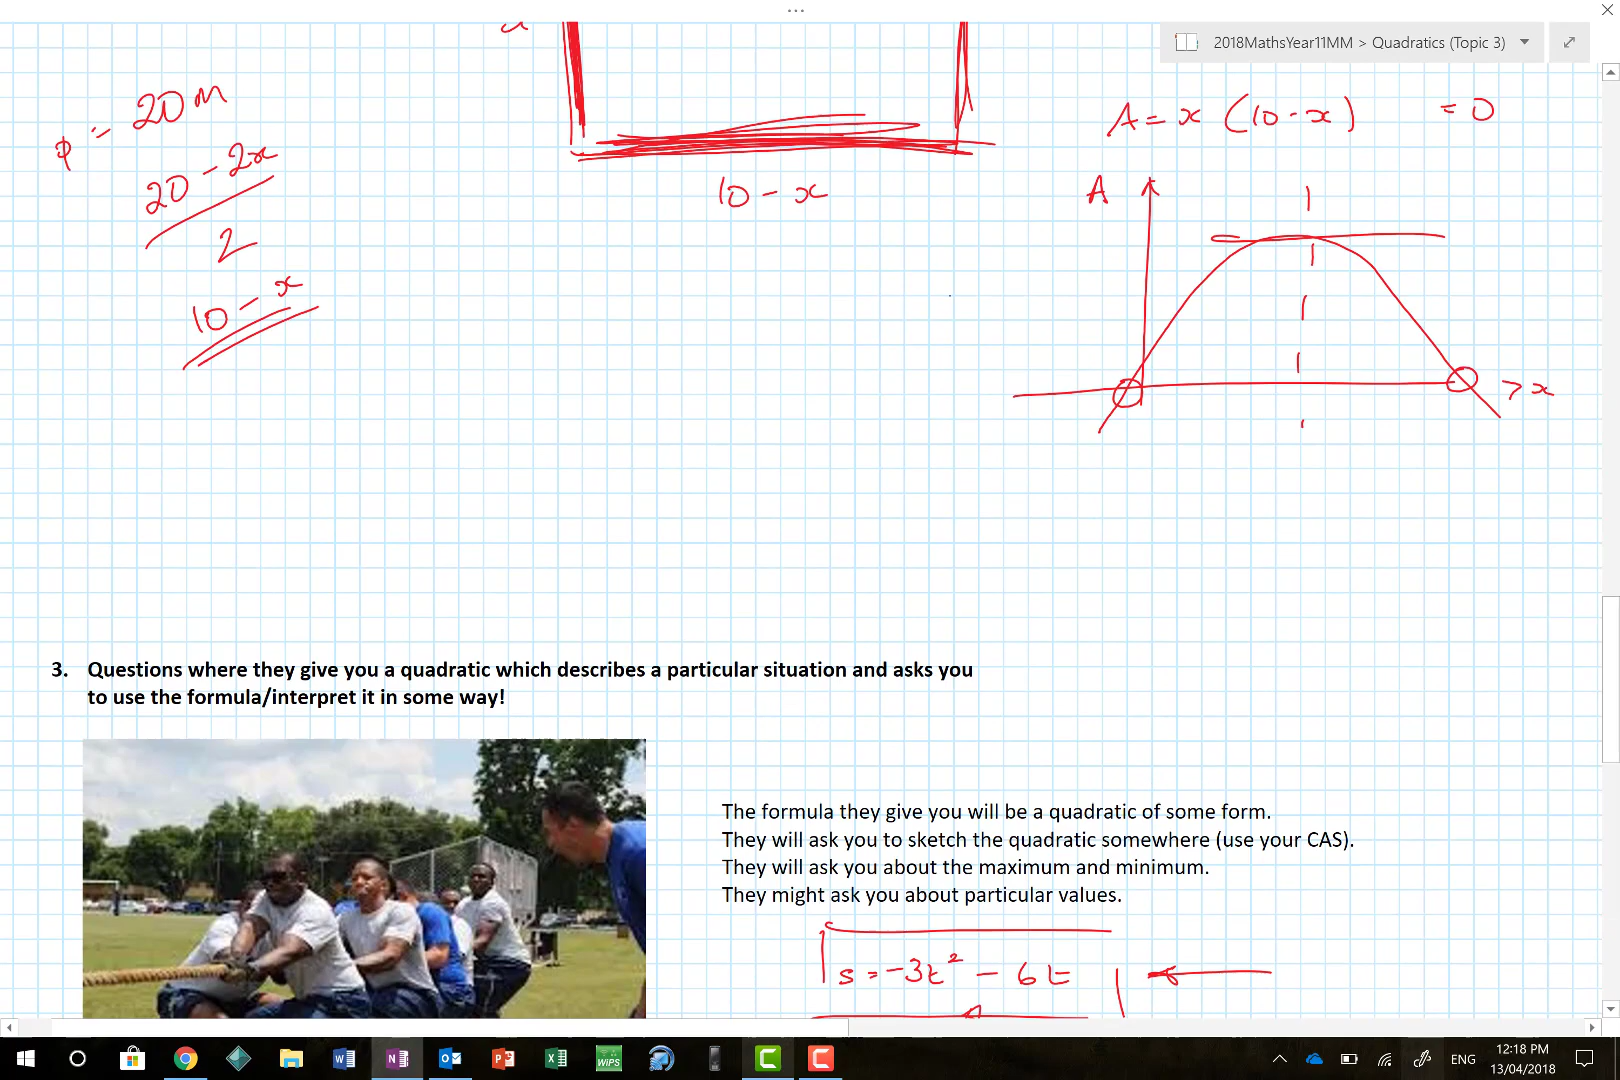 2018MathsYear11MM > Quadratics (Topic 3)
P = 20m
20 - 2x
2
10 - x
10 - x
A = x (10 - x) = 0
A
x
3. Questions where they give you a quadratic which describes a particular situation and asks you
to use the formula/interpret it in some way!
The formula they give you will be a quadratic of some form.
They will ask you to sketch the quadratic somewhere (use your CAS).
They will ask you about the maximum and minimum.
They might ask you about particular values.
s = -3t² - 6t
WiPS
ENG
12:18 PM
13/04/2018